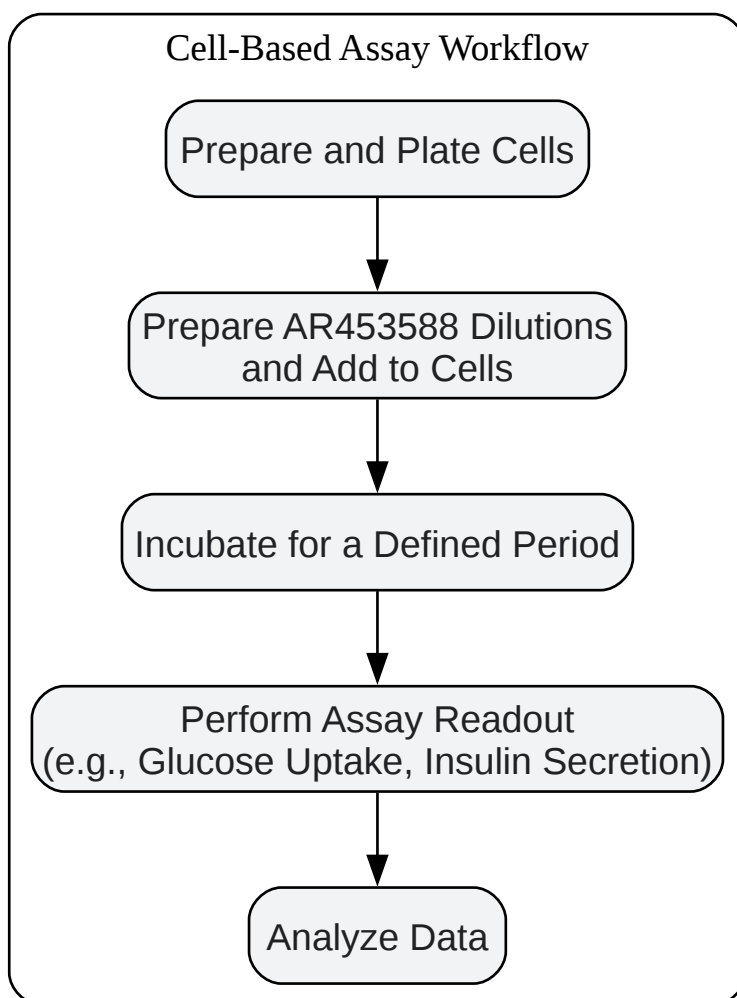 Cell-Based Assay Workflow
Prepare and Plate Cells
Prepare AR453588 Dilutions
and Add to Cells
Incubate for a Defined Period
Perform Assay Readout
(e.g., Glucose Uptake, Insulin Secretion)
Analyze Data